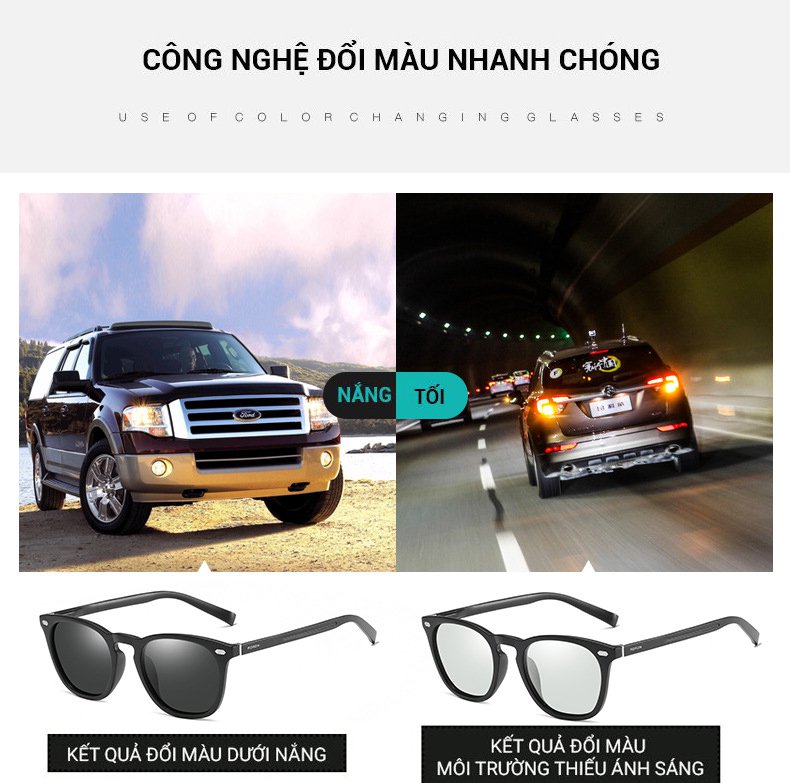 CÔNG NGHỆ ĐỔI MÀU NHANH CHÓNG
USE OF COLOR CHANGING GLASSES
Ford
NẮNG
TỐI
KẾT QUẢ ĐỔI MÀU DƯỚI NẮNG
KẾT QUẢ ĐỔI MÀU
MÔI TRƯỜNG THIẾU ÁNH SÁNG